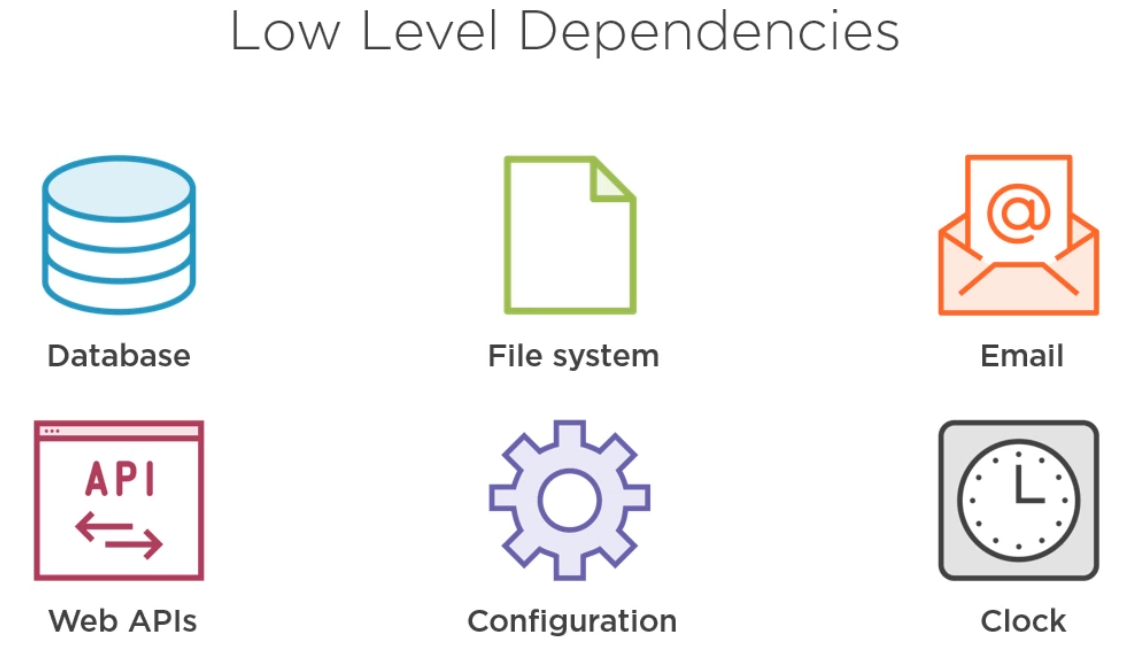 Low Level Dependencies
Database
File system
@
Email
API
Web APIs
Configuration
Clock